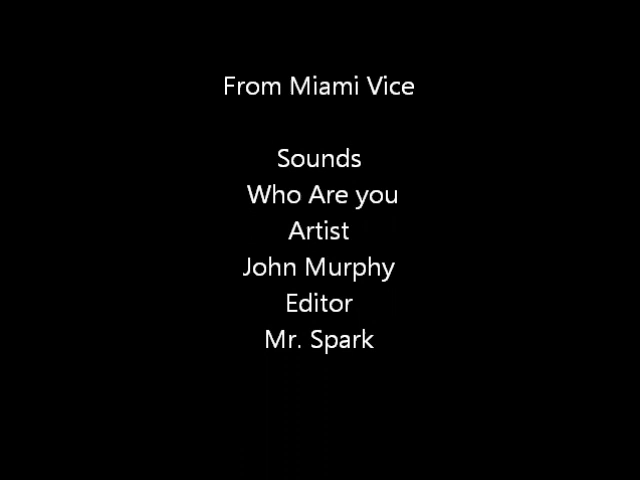 From Miami Vice
Sounds
Who Are you
Artist
John Murphy
Editor
Mr. Spark